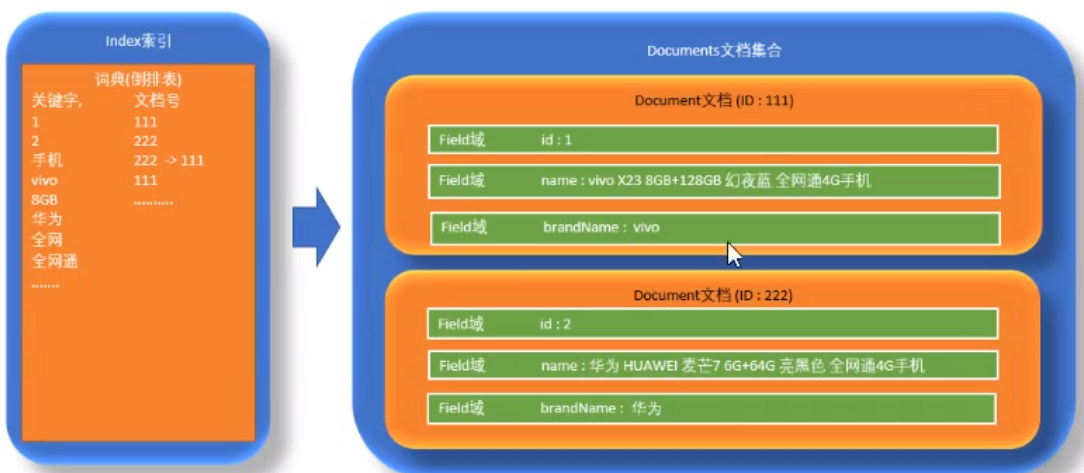 Index索引
词典(倒排表)
关键字, 文档号
1 111
2 222
手机 222 -> 111
vivo 111
8GB ..........
华为
全网
全网通
.......
Documents文档集合
Document文档 (ID : 111)
Field域 id : 1
Field域 name : vivo X23 8GB+128GB 幻夜蓝 全网通4G手机
Field域 brandName : vivo
Document文档 (ID : 222)
Field域 id : 2
Field域 name : 华为 HUAWEI 麦芒7 6G+64G 亮黑色 全网通4G手机
Field域 brandName : 华为